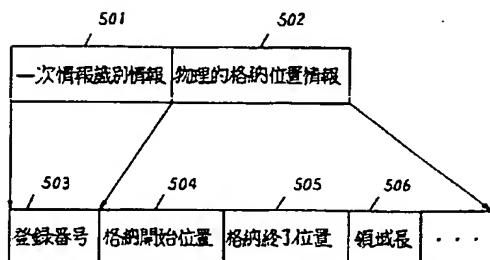 501 502
一次情報識別情報 物理的格納位置情報
503 504 505 506
登録番号 格納開始位置 格納終了位置 領域長 ・・・